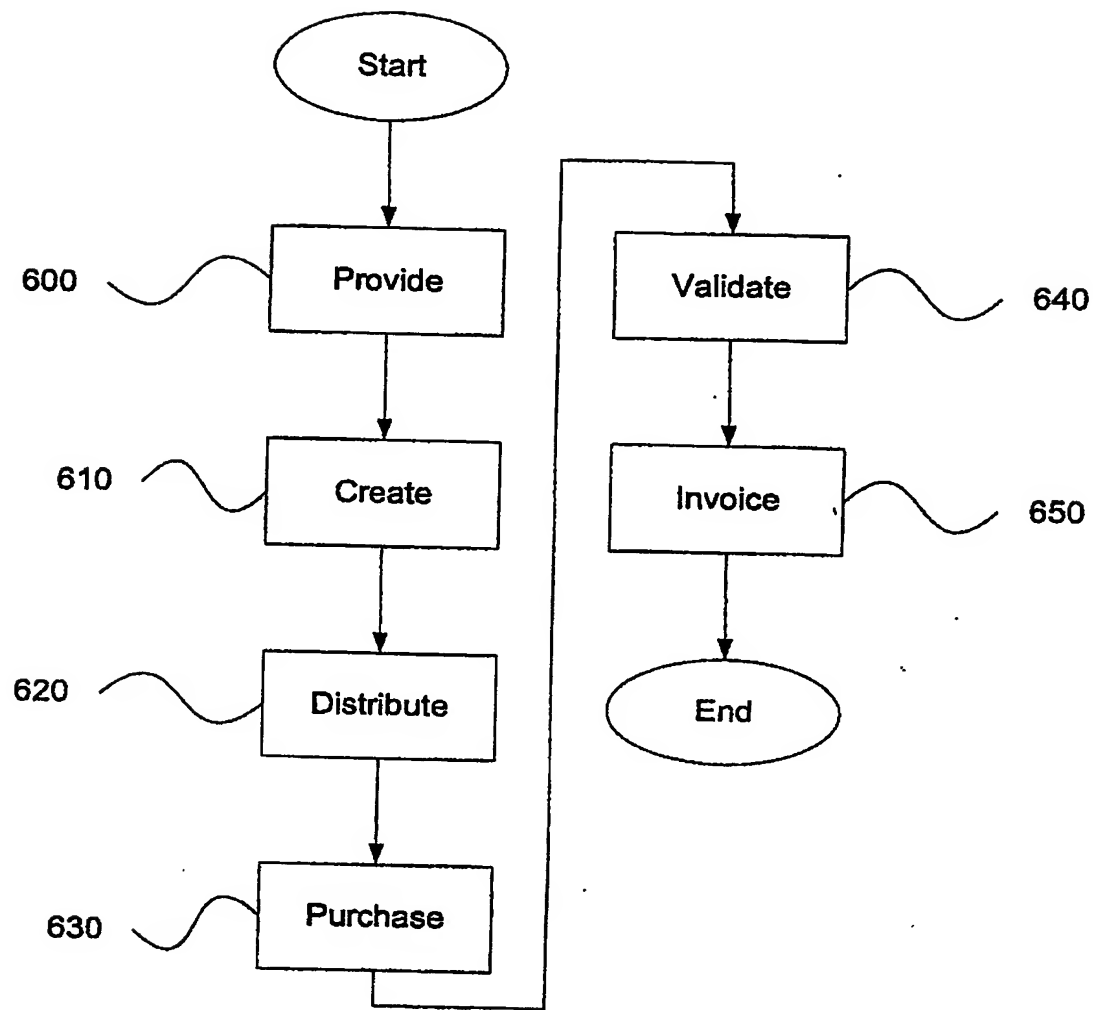 Start
600
Provide
610
Create
620
Distribute
630
Purchase
Validate
640
Invoice
650
End